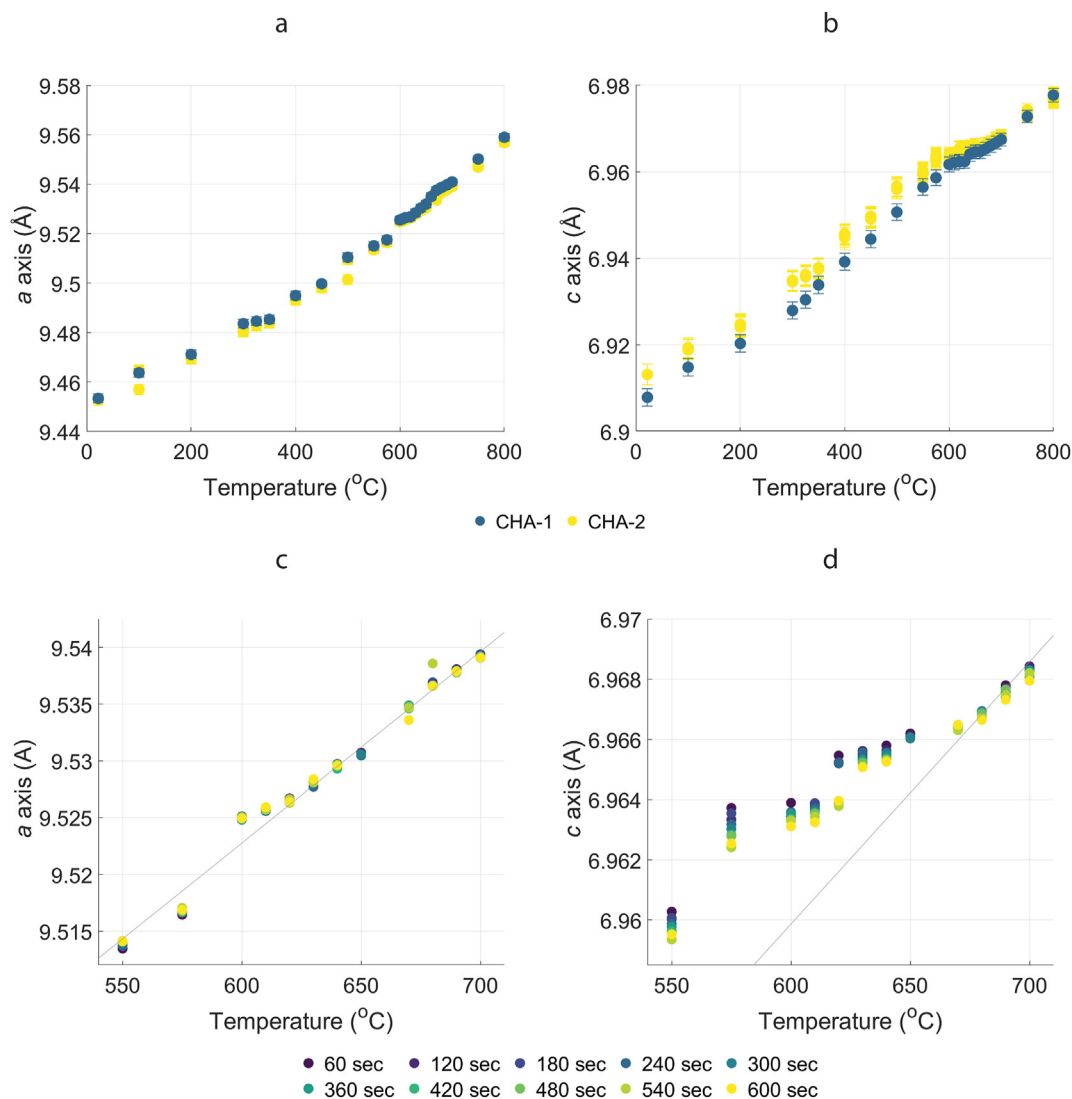 a
b
9.58
9.56
9.54
9.52
9.5
9.48
9.46
9.44
a axis (Å)
0
200
400
600
800
Temperature (oC)
6.98
6.96
6.94
6.92
6.9
c axis (Å)
0
200
400
600
800
Temperature (oC)
CHA-1 CHA-2
c
d
9.54
9.535
9.53
9.525
9.52
9.515
a axis (Å)
550
600
650
700
Temperature (oC)
6.97
6.968
6.966
6.964
6.962
6.96
c axis (Å)
550
600
650
700
Temperature (oC)
60 sec 120 sec 180 sec 240 sec 300 sec
360 sec 420 sec 480 sec 540 sec 600 sec